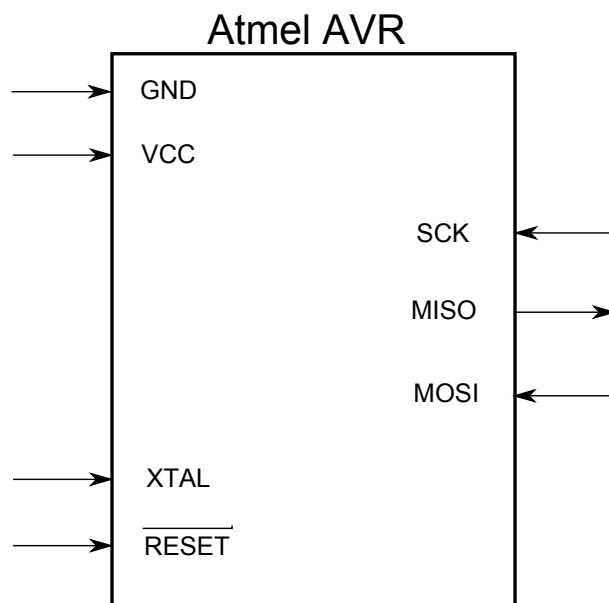 Atmel AVR
GND
VCC
SCK
MISO
MOSI
XTAL
RESET